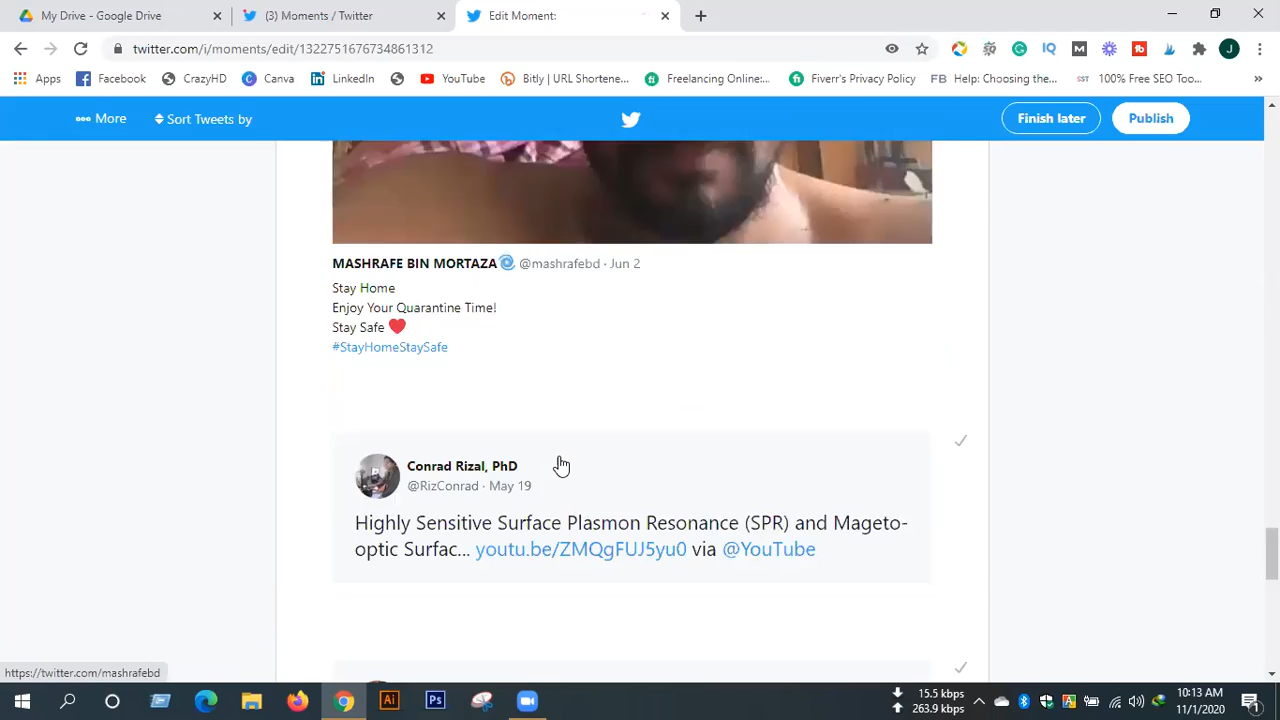 My Drive - Google Drive
(3) Moments / Twitter
Edit Moment:
twitter.com/i/moments/edit/1322751676734861312
J
Apps
Facebook
CrazyHD
Canva
LinkedIn
YouTube
Bitly | URL Shortene...
Freelancing Online:...
Fiverr's Privacy Policy
FB Help: Choosing the...
SST 100% Free SEO Too...
More
Sort Tweets by
Finish later
Publish
MASHRAFE BIN MORTAZA @mashrafebd · Jun 2
Stay Home
Enjoy Your Quarantine Time!
Stay Safe ❤️
#StayHomeStaySafe
Conrad Rizal, PhD
@RizConrad · May 19
Highly Sensitive Surface Plasmon Resonance (SPR) and Mageto-
optic Surfac... youtu.be/ZMQgFUJ5yu0 via @YouTube
https://twitter.com/mashrafebd
Ai
Ps
15.5 kbps
263.9 kbps
10:13 AM
11/1/2020
1